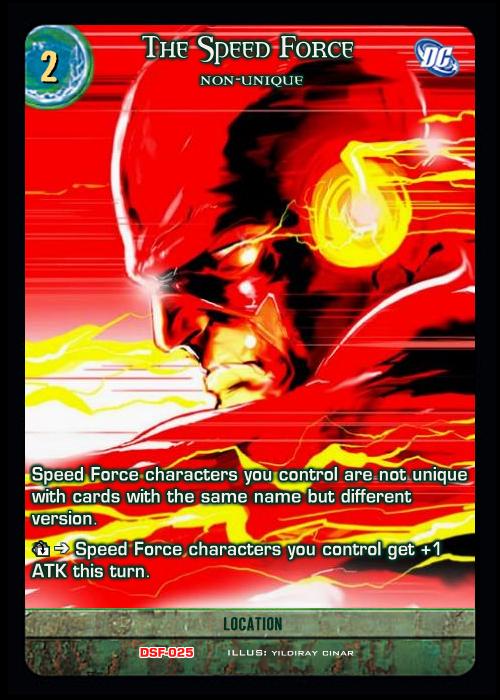 The Speed Force
NON-UNIQUE
2
DC
Speed Force characters you control are not unique
with cards with the same name but different
version.
➔ Speed Force characters you control get +1
ATK this turn.
LOCATION
DSF-025 ILLUS: YILDIRAY CINAR